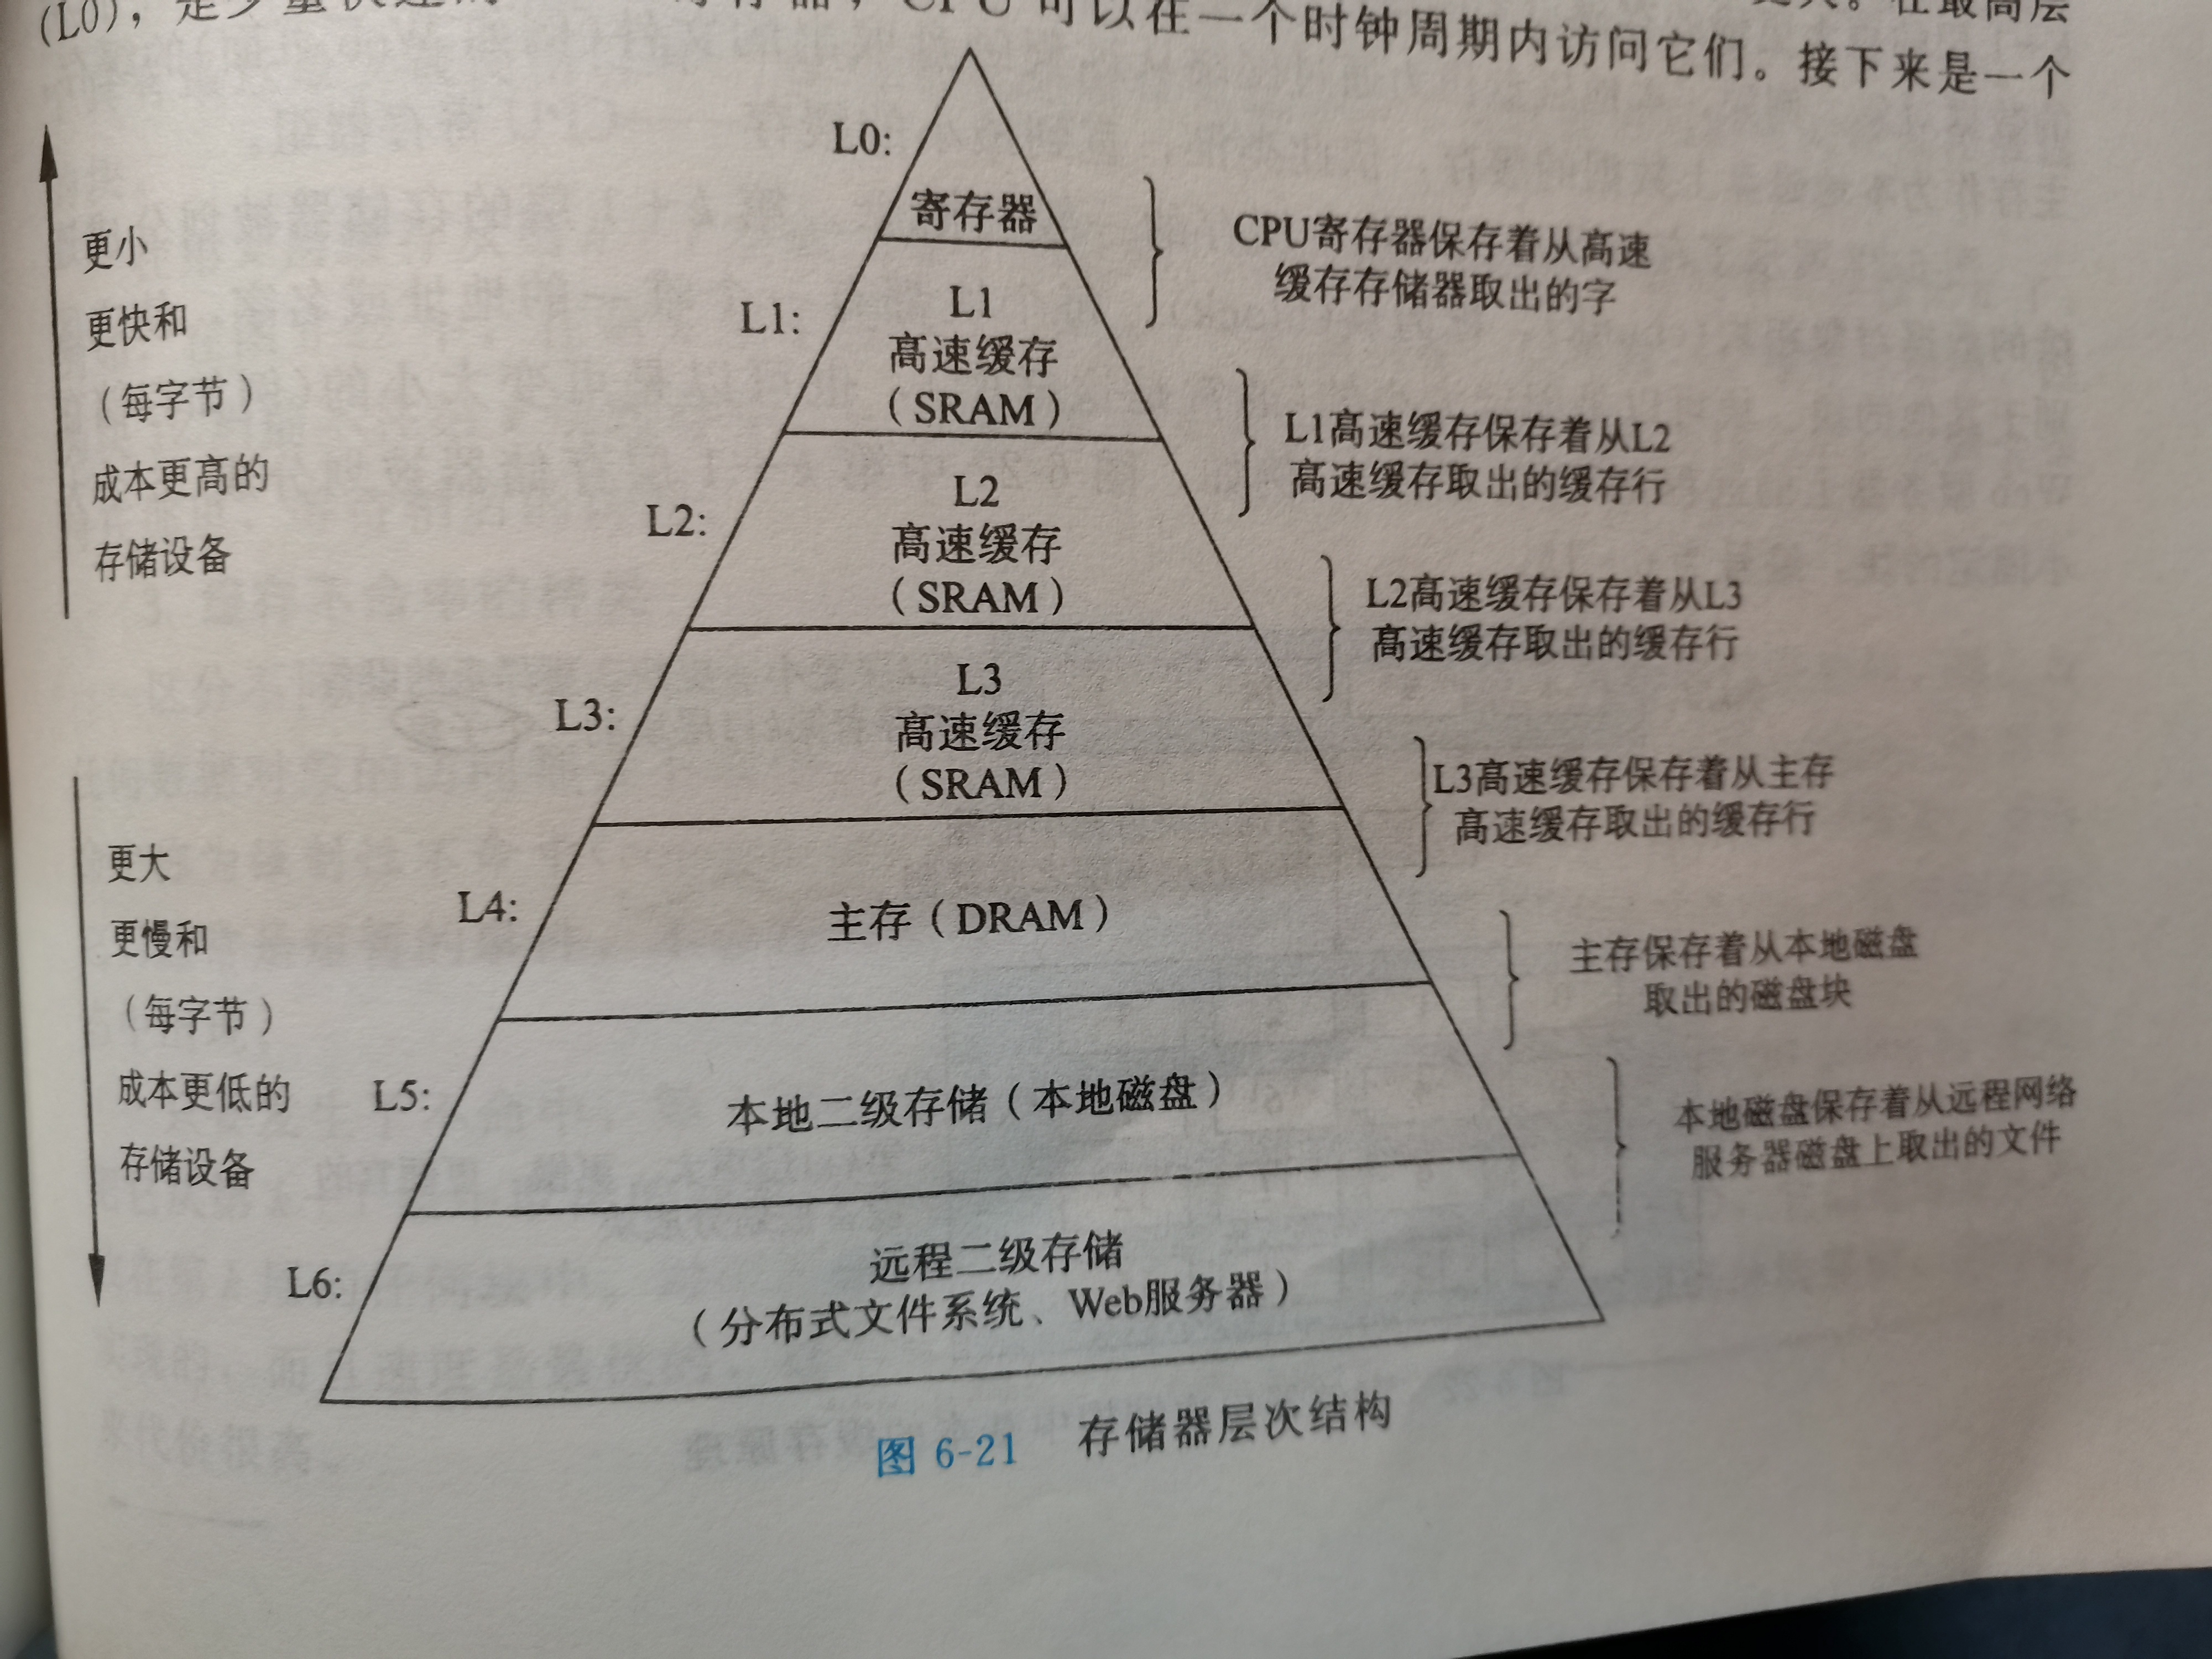 (L0)，是少量快速的
寄存器，CPU 可以在一个时钟周期内访问它们。接下来是一个
在最高层
L0:
寄存器
CPU寄存器保存着从高速
缓存存储器取出的字
更小
更快和
（每字节）
成本更高的
存储设备
L1:
L1
高速缓存
（SRAM）
L1高速缓存保存着从L2
高速缓存取出的缓存行
L2:
L2
高速缓存
（SRAM）
L2高速缓存保存着从L3
高速缓存取出的缓存行
L3:
L3
高速缓存
（SRAM）
L3高速缓存保存着从主存
高速缓存取出的缓存行
更大
更慢和
（每字节）
成本更低的
存储设备
L4:
主存（DRAM）
主存保存着从本地磁盘
取出的磁盘块
L5:
本地二级存储（本地磁盘）
本地磁盘保存着从远程网络
服务器磁盘上取出的文件
L6:
远程二级存储
（分布式文件系统、Web服务器）
图 6-21 存储器层次结构